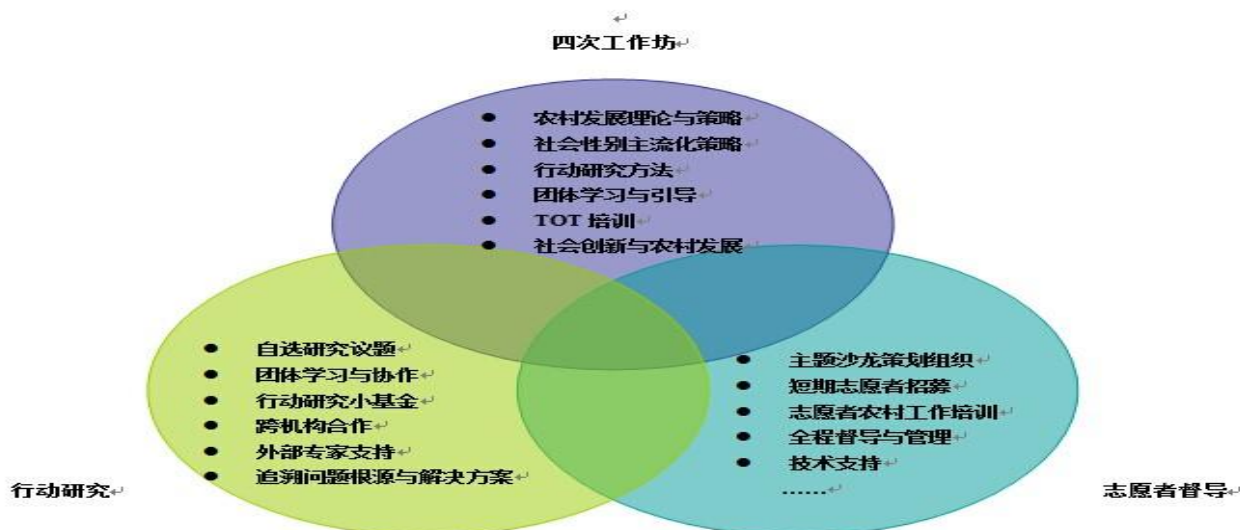 四次工作坊
● 农村发展理论与策略
● 社会性别主流化策略
● 行动研究方法
● 团体学习与引导
● TOT 培训
● 社会创新与农村发展
● 自选研究议题
● 团体学习与协作
● 行动研究小基金
● 跨机构合作
● 外部专家支持
● 追溯问题根源与解决方案
行动研究
● 主题沙龙策划组织
● 短期志愿者招募
● 志愿者农村工作培训
● 全程督导与管理
● 技术支持
......
志愿者督导